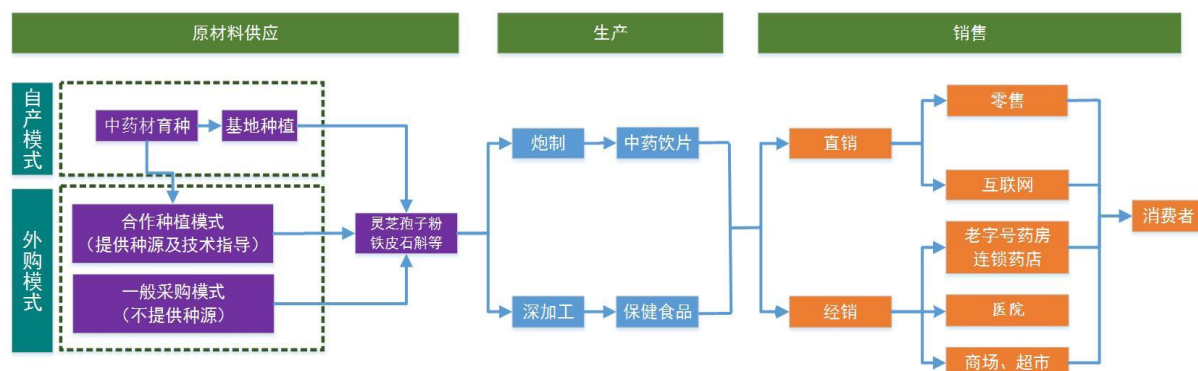 原材料供应
生产
销售
自产模式
中药材育种
基地种植
外购模式
合作种植模式
（提供种源及技术指导）
一般采购模式
（不提供种源）
灵芝孢子粉
铁皮石斛等
炮制
中药饮片
深加工
保健食品
直销
经销
零售
互联网
老字号药房
连锁药店
医院
商场、超市
消费者